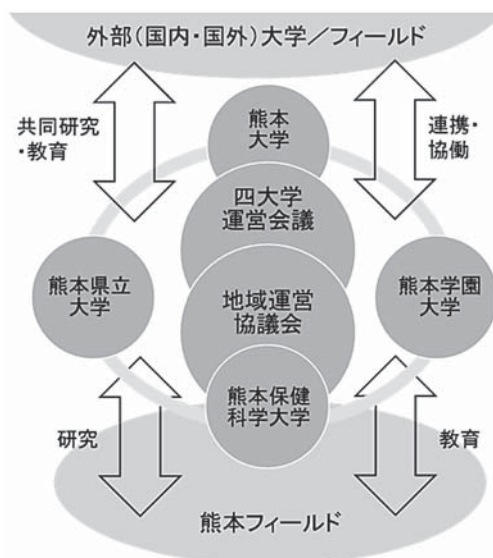 外部(国内・国外)大学／フィールド
共同研究
・教育
熊本
大学
連携・
協働
四大学
運営会議
熊本県立
大学
地域運営
協議会
熊本学園
大学
熊本保健
科学大学
研究
教育
熊本フィールド